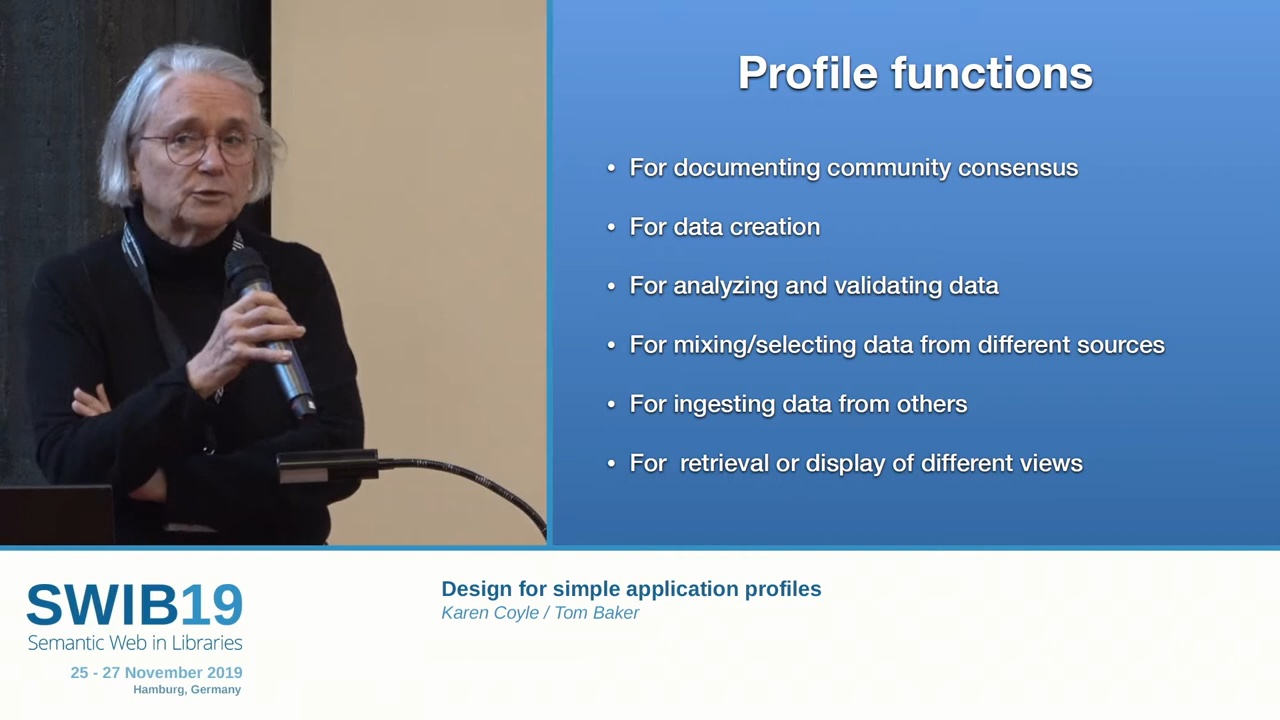 Profile functions
• For documenting community consensus
• For data creation
• For analyzing and validating data
• For mixing/selecting data from different sources
• For ingesting data from others
• For  retrieval or display of different views
SWIB19
Semantic Web in Libraries
25 - 27 November 2019
Hamburg, Germany
Design for simple application profiles
Karen Coyle / Tom Baker